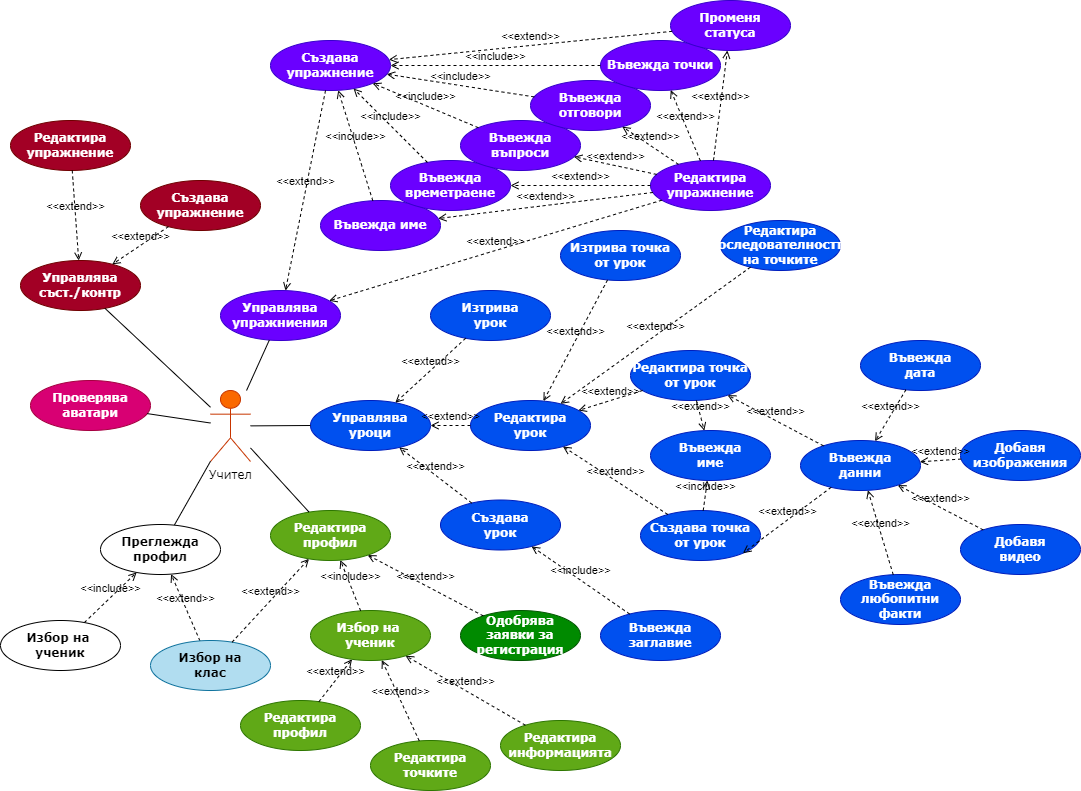 Променя
статуса
<<extend>>
Създава
упражнение
<<include>>
Въвежда точки
<<include>>
<<include>>
Въвежда
отговори
<<extend>>
<<include>>
<<extend>>
Редактира
упражнение
<<include>>
Въвежда
въпроси
<<extend>>
<<extend>>
Създава
упражнение
<<extend>>
Въвежда
времетраене
<<extend>>
Редактира
упражнение
<<extend>>
<<extend>>
Въвежда име
<<extend>>
<<extend>>
Редактира
последователността
на точките
Изтрива точка
от урок
Управлява
със­т./контр
Управлява
упражниения
Изтрива
урок
<<extend>>
<<extend>>
<<extend>>
Редактира точка
от урок
Въвежда
дата
Проверява
аватари
<<extend>>
<<extend>>
<<extend>>
<<extend>>
Управлява
уроци
<<extend>>
Редактира
урок
Въвежда
име
Въвежда
данни
<<extend>>
Добавя
изображения
Учител
<<extend>>
<<extend>>
<<include>>
<<extend>>
<<extend>>
Създава
урок
Създава точка
от урок
<<extend>>
Добавя
видео
Преглежда
профил
Редактира
профил
<<include>>
<<extend>>
<<extend>>
<<include>>
<<extend>>
<<include>>
Въвежда
любопитни
факти
Избор на
ученик
Избор на
клас
Избор на
ученик
Одобрява
заявки за
регистрация
Въвежда
заглавие
<<extend>>
<<extend>>
<<extend>>
Редактира
профил
Редактира
точките
Редактира
информацията